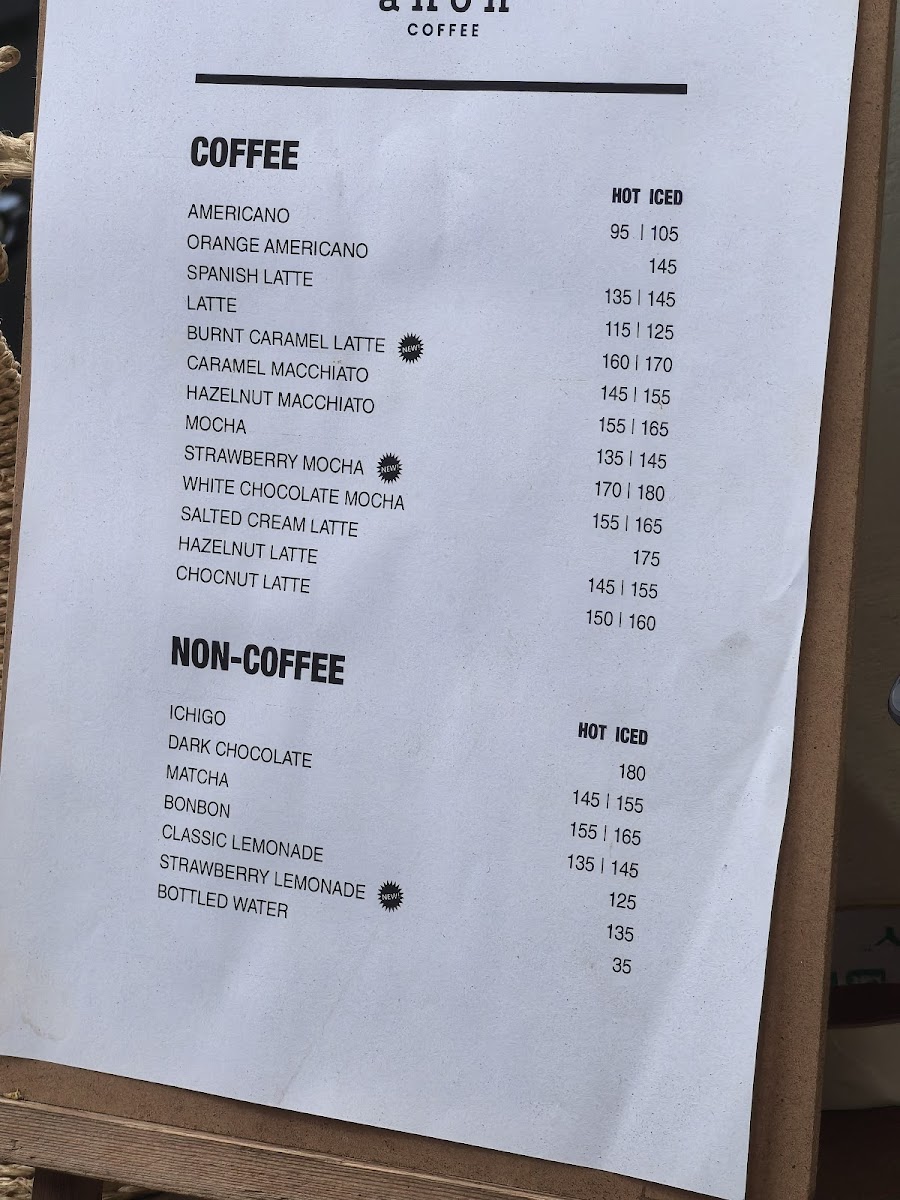 anon
COFFEE
COFFEE
HOT ICED
AMERICANO 95 | 105
ORANGE AMERICANO 145
SPANISH LATTE 135 | 145
LATTE 115 | 125
BURNT CARAMEL LATTE NEW! 160 | 170
CARAMEL MACCHIATO 145 | 155
HAZELNUT MACCHIATO 155 | 165
MOCHA 135 | 145
STRAWBERRY MOCHA NEW! 170 | 180
WHITE CHOCOLATE MOCHA 155 | 165
SALTED CREAM LATTE 175
HAZELNUT LATTE 145 | 155
CHOCNUT LATTE 150 | 160
NON-COFFEE
HOT ICED
ICHIGO 180
DARK CHOCOLATE 145 | 155
MATCHA 155 | 165
BONBON 135 | 145
CLASSIC LEMONADE 125
STRAWBERRY LEMONADE NEW! 135
BOTTLED WATER 35